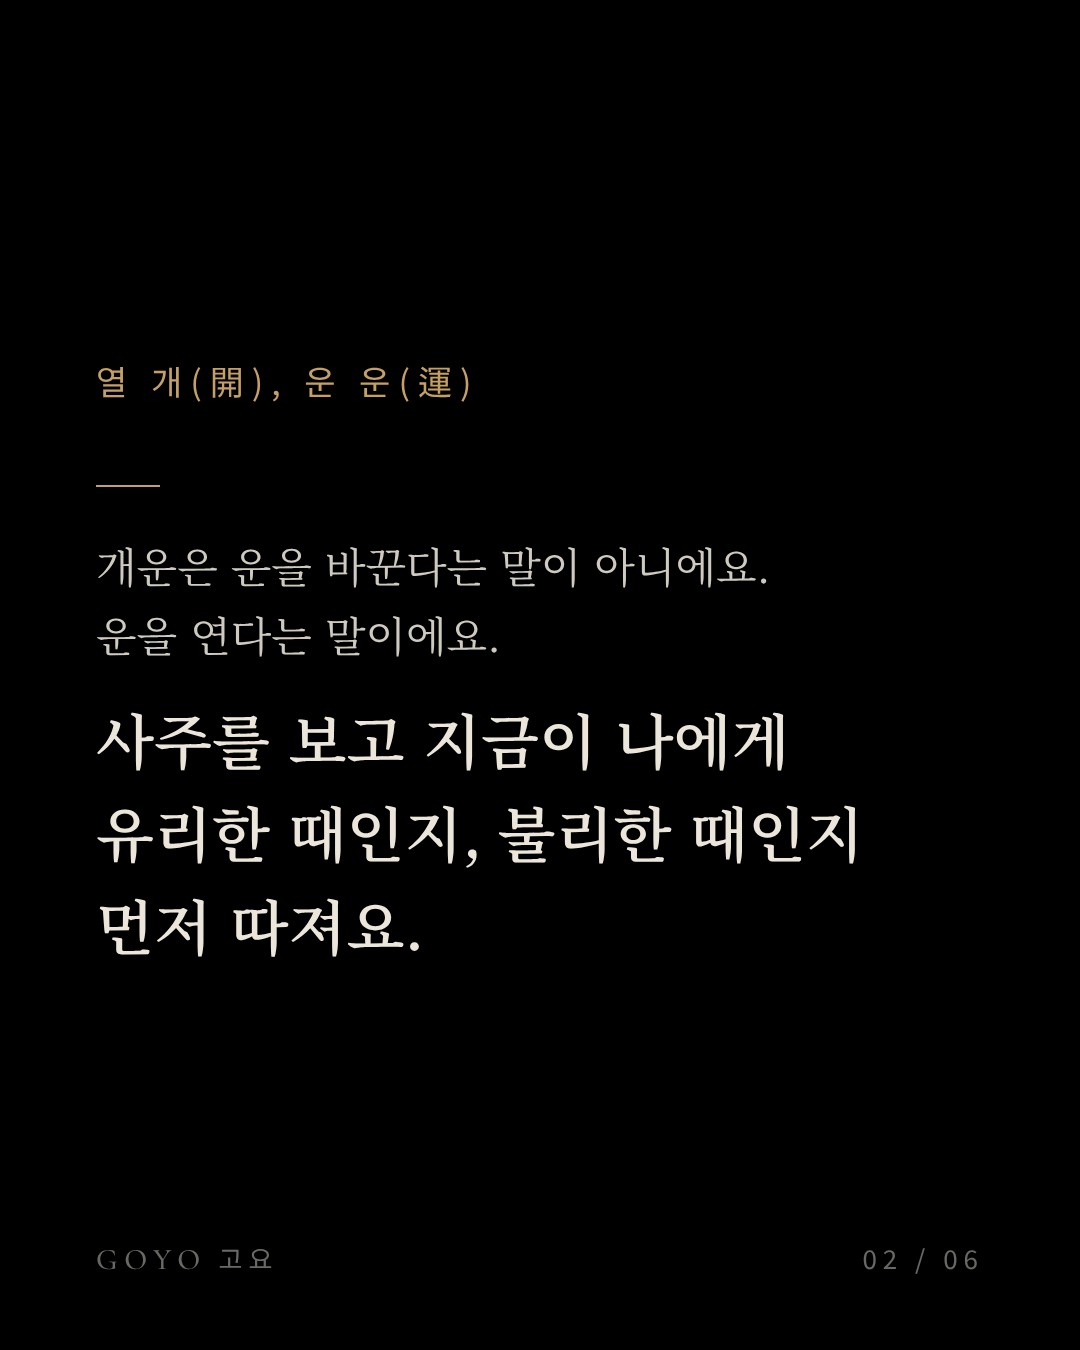 열 개(開), 운 운(運)
개운은 운을 바꾼다는 말이 아니에요.
운을 연다는 말이에요.
사주를 보고 지금이 나에게
유리한 때인지, 불리한 때인지
먼저 따져요.
GOYO 고요
02 / 06